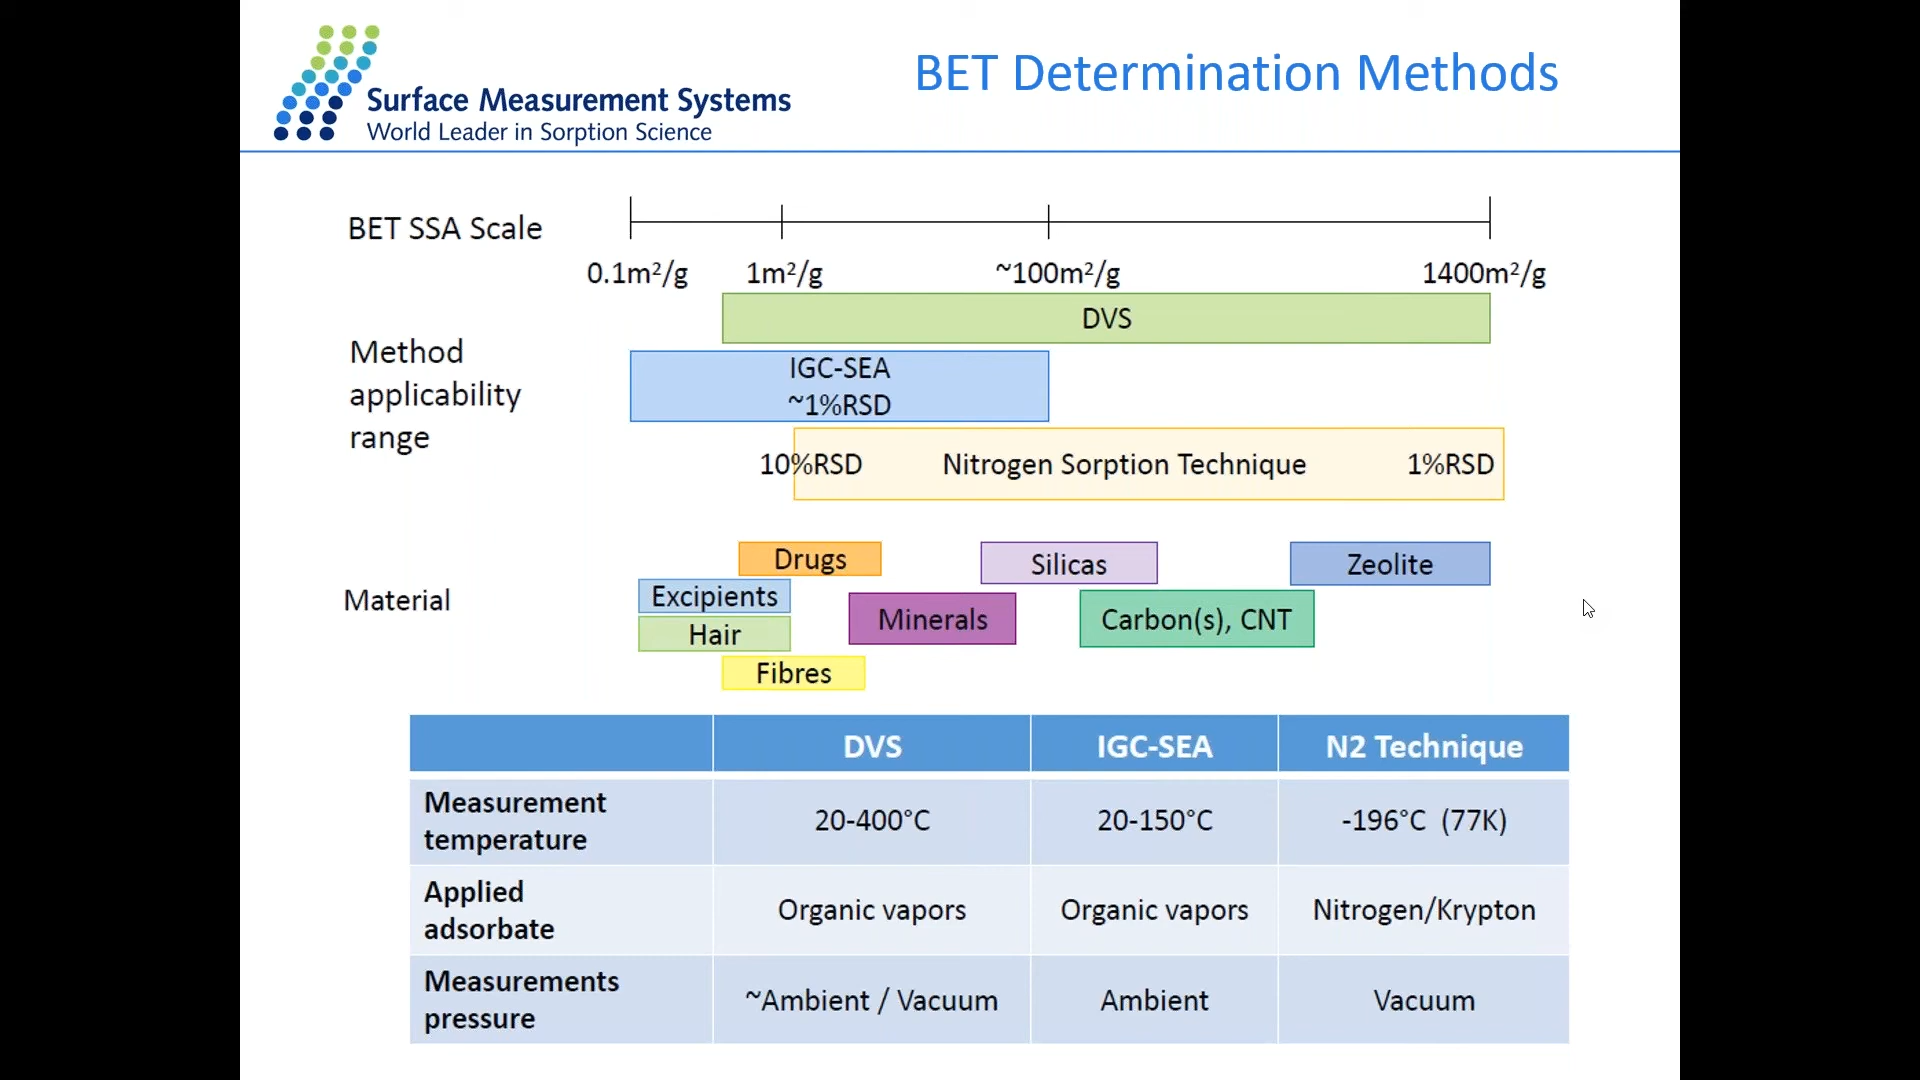 Surface Measurement Systems
World Leader in Sorption Science
BET Determination Methods
BET SSA Scale
0.1m²/g 1m²/g ~100m²/g 1400m²/g
Method
applicability
range
DVS
IGC-SEA
~1%RSD
10%RSD Nitrogen Sorption Technique 1%RSD
Material
Drugs
Silicas
Zeolite
Excipients
Minerals
Carbon(s), CNT
Hair
Fibres
DVS IGC-SEA N2 Technique
Measurement
temperature
20-400°C 20-150°C -196°C (77K)
Applied
adsorbate
Organic vapors Organic vapors Nitrogen/Krypton
Measurements
pressure
~Ambient / Vacuum Ambient Vacuum